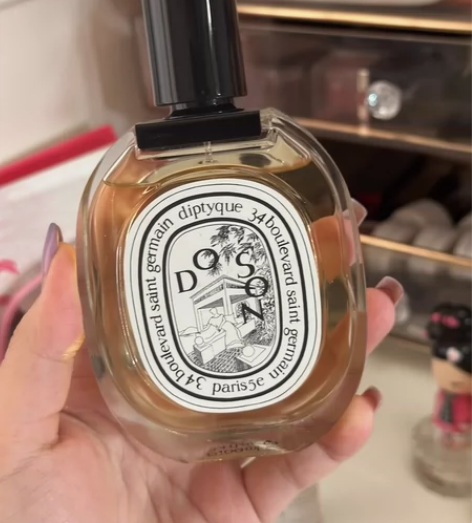 34 boulevard saint germain diptyque 34 boulevard saint germain paris 5e
DO SON